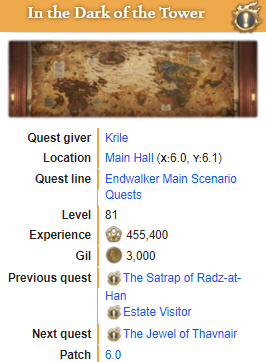 In the Dark of the Tower
Quest giver Krile
Location Main Hall (X:6.0, Y:6.1)
Quest line Endwalker Main Scenario
Quests
Level 81
Experience 455,400
Gil 3,000
Previous quest The Satrap of Radz-at-
Han
Estate Visitor
Next quest The Jewel of Thavnair
Patch 6.0